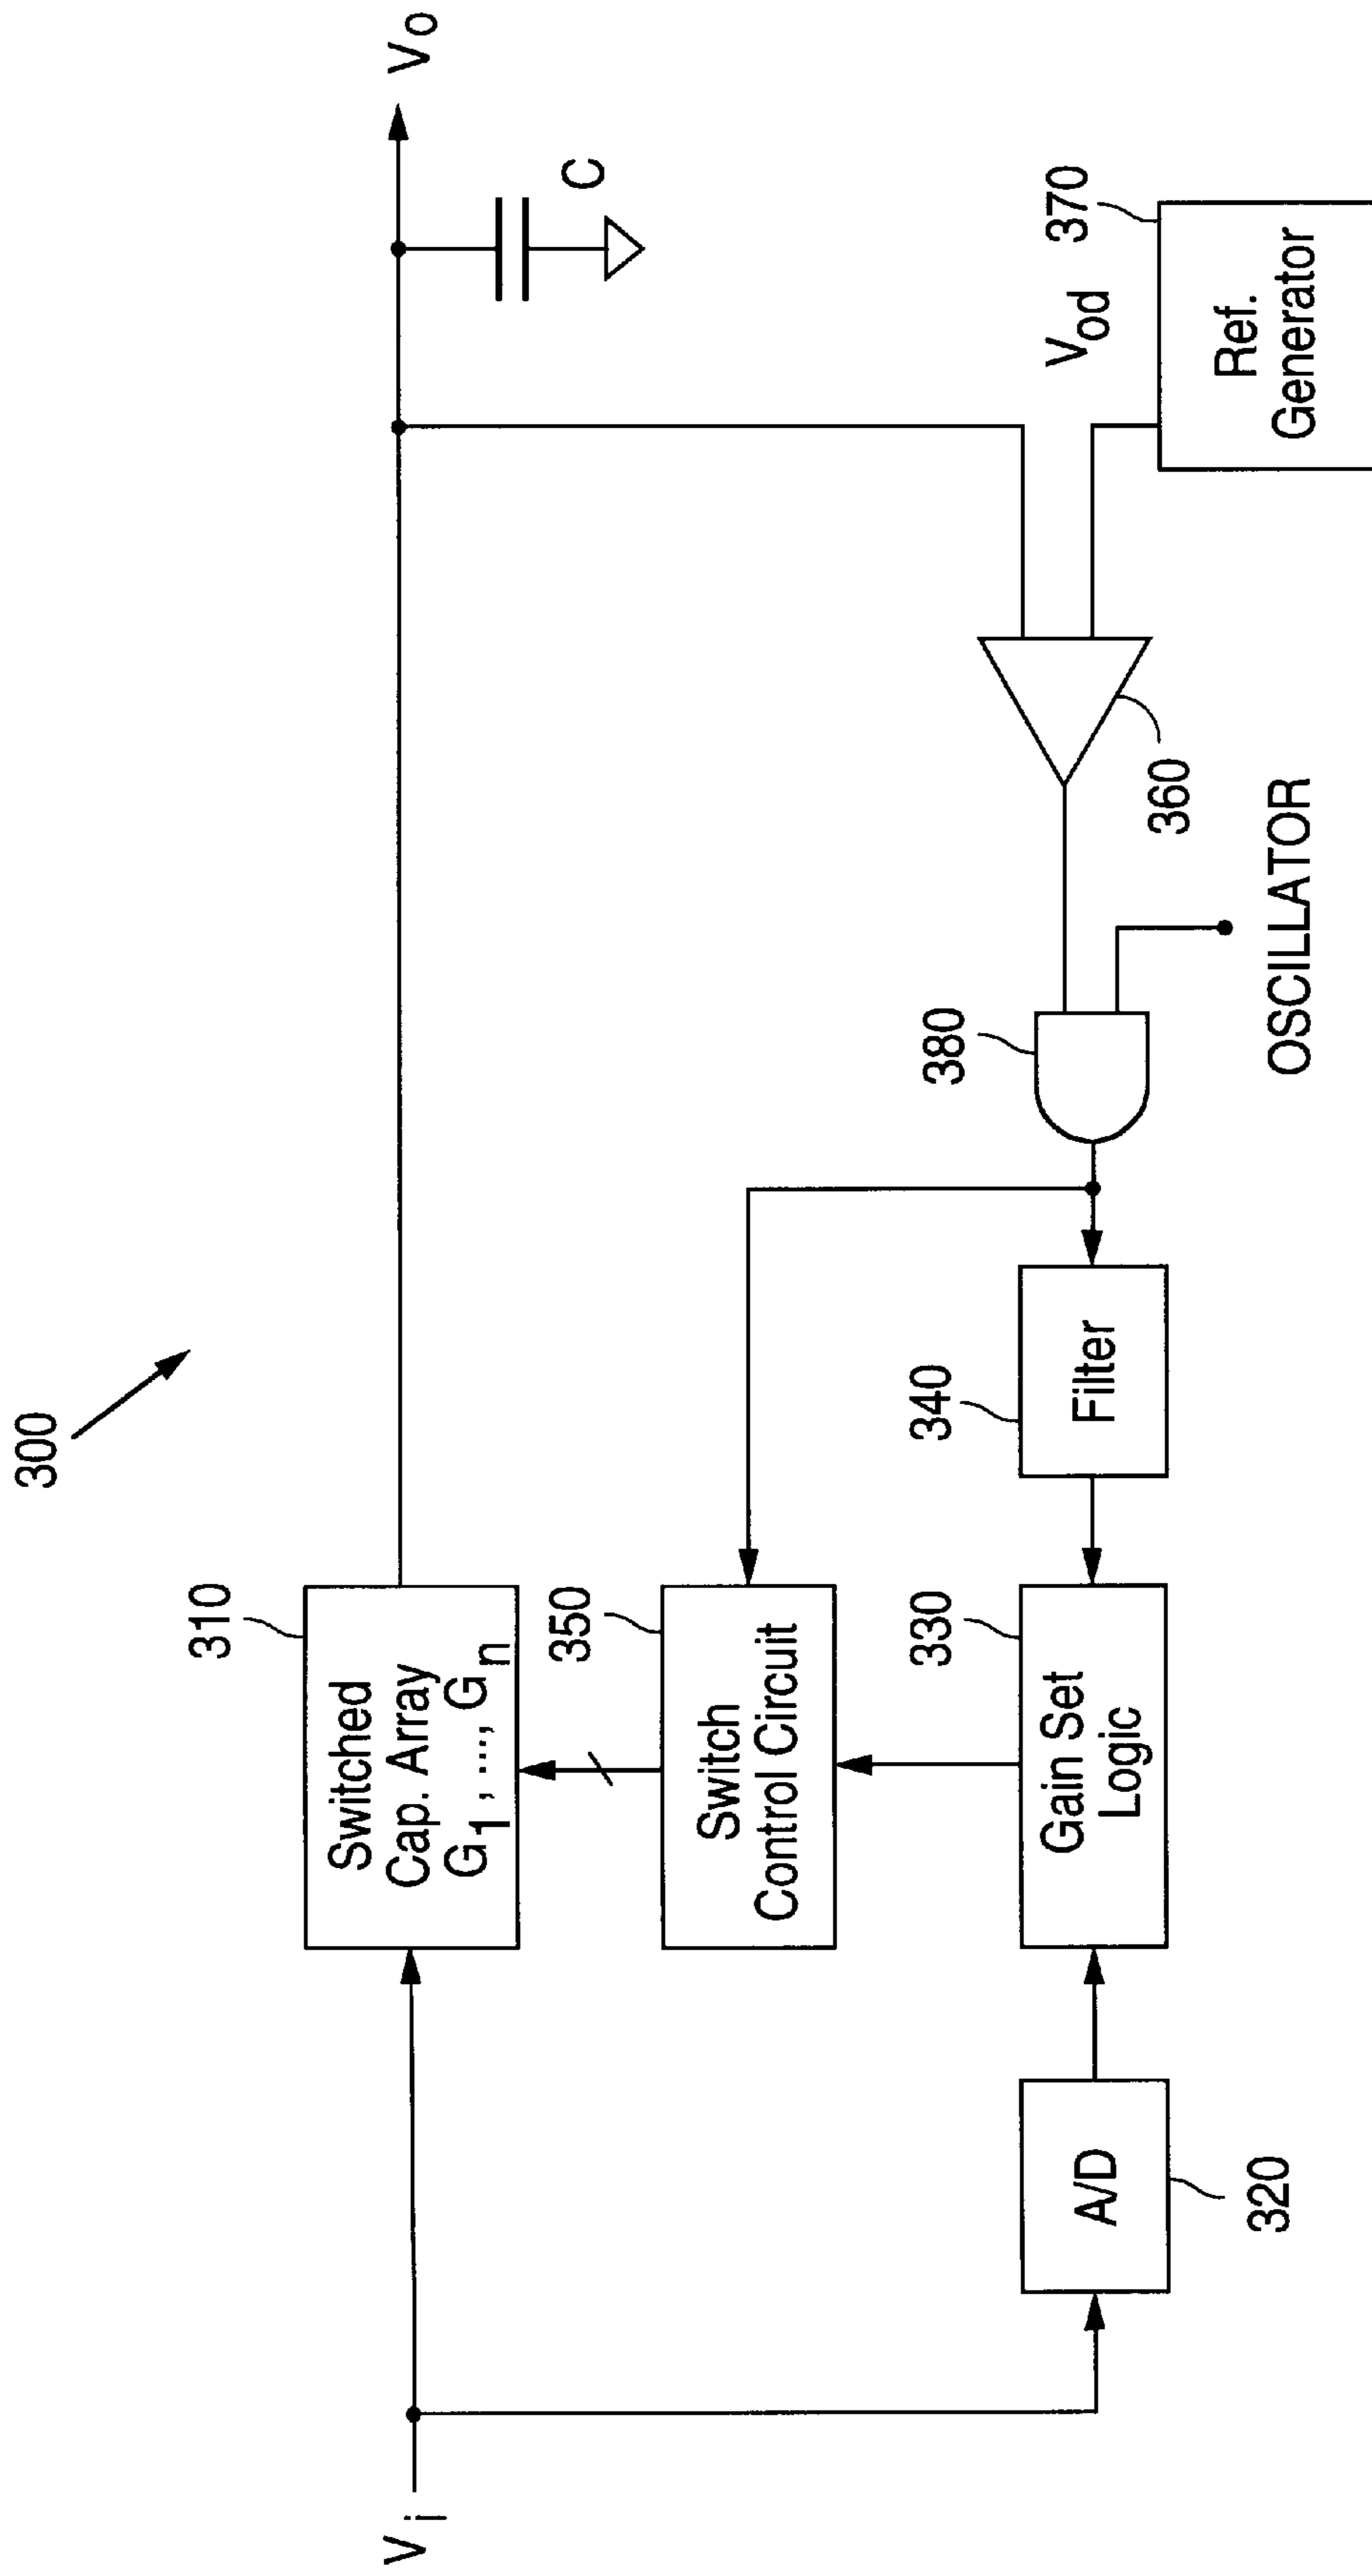 300
V i
310
Switched
Cap. Array
G1 , ..., Gn
Vo
C
350
Switch
Control Circuit
330
Gain Set
Logic
340
Filter
380
Vod
370
Ref.
Generator
360
A/D
320
OSCILLATOR